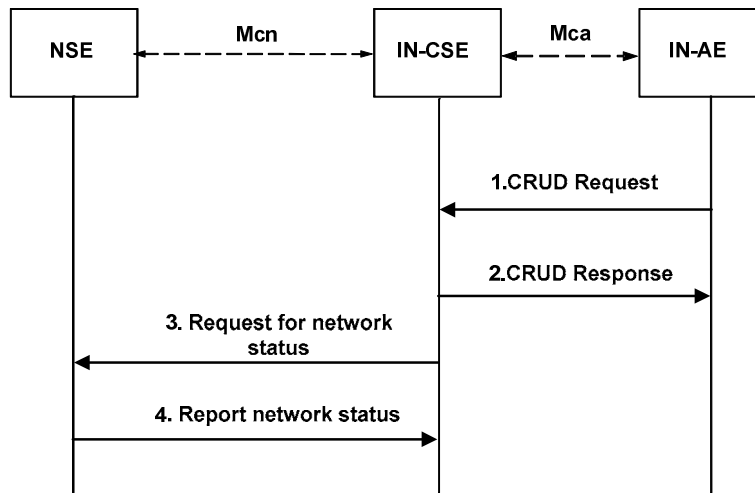 NSE
Mcn
IN-CSE
Mca
IN-AE
1.CRUD Request
2.CRUD Response
3. Request for network
status
4. Report network status